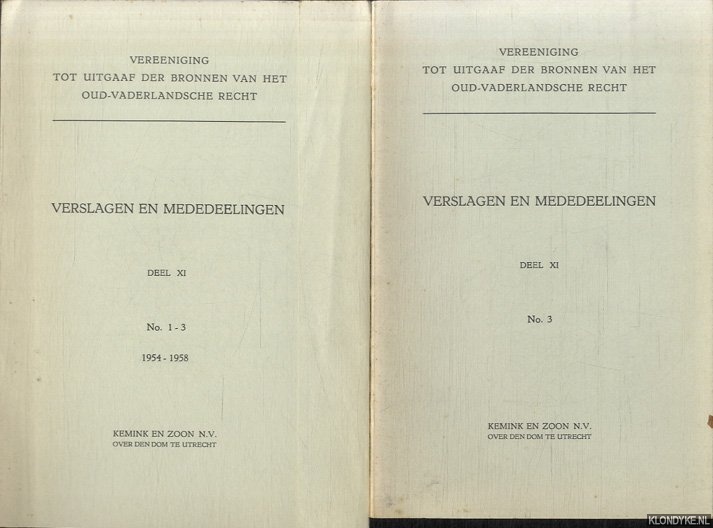 VEREENIGING
TOT UITGAAF DER BRONNEN VAN HET
OUD-VADERLANDSCHE RECHT
VERSLAGEN EN MEDEDEELINGEN
DEEL XI
No. 1-3
1954-1958
KEMINK EN ZOON N.V.
OVER DEN DOM TE UTRECHT
VEREENIGING
TOT UITGAAF DER BRONNEN VAN HET
OUD-VADERLANDSCHE RECHT
VERSLAGEN EN MEDEDEELINGEN
DEEL XI
No. 3
KEMINK EN ZOON N.V.
OVER DEN DOM TE UTRECHT
KLONDYKE.NL